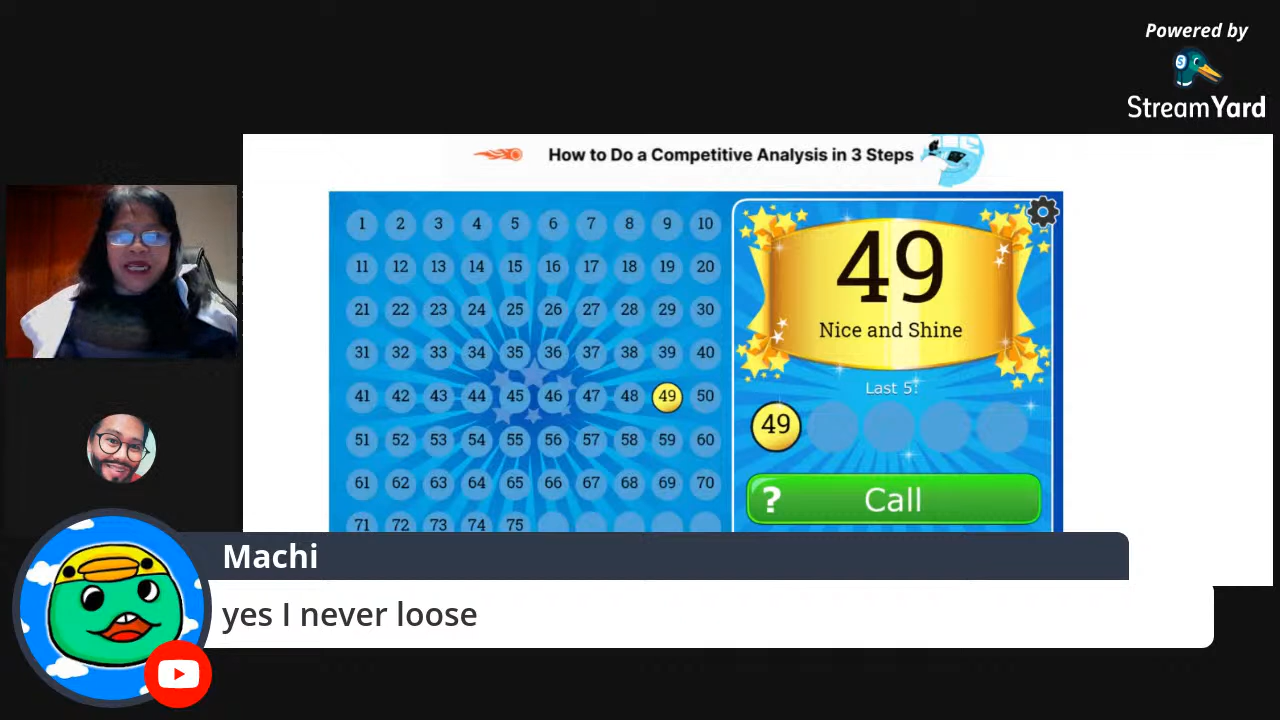 Powered by
StreamYard
How to Do a Competitive Analysis in 3 Steps
1 2 3 4 5 6 7 8 9 10
11 12 13 14 15 16 17 18 19 20
21 22 23 24 25 26 27 28 29 30
31 32 33 34 35 36 37 38 39 40
41 42 43 44 45 46 47 48 49 50
51 52 53 54 55 56 57 58 59 60
61 62 63 64 65 66 67 68 69 70
71 72 73 74 75
49
Nice and Shine
Last 5:
49
? Call
Machi
yes I never loose